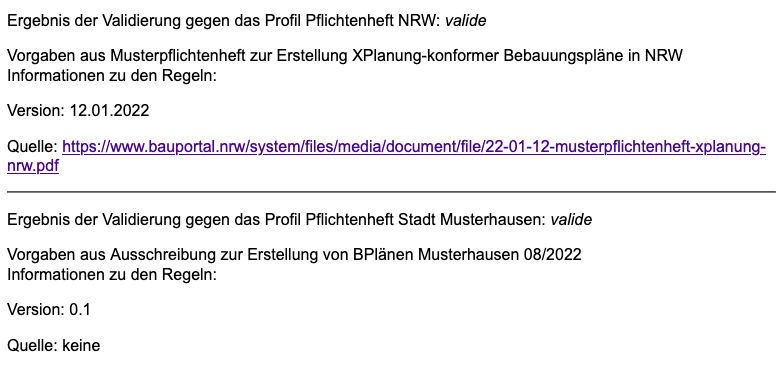 Ergebnis der Validierung gegen das Profil Pflichtenheft NRW: valide
Vorgaben aus Musterpflichtenheft zur Erstellung XPlanung-konformer Bebauungspläne in NRW
Informationen zu den Regeln:
Version: 12.01.2022
Quelle: https://www.bauportal.nrw/system/files/media/document/file/22-01-12-musterpflichtenheft-xplanung-
nrw.pdf
Ergebnis der Validierung gegen das Profil Pflichtenheft Stadt Musterhausen: valide
Vorgaben aus Ausschreibung zur Erstellung von BPlänen Musterhausen 08/2022
Informationen zu den Regeln:
Version: 0.1
Quelle: keine